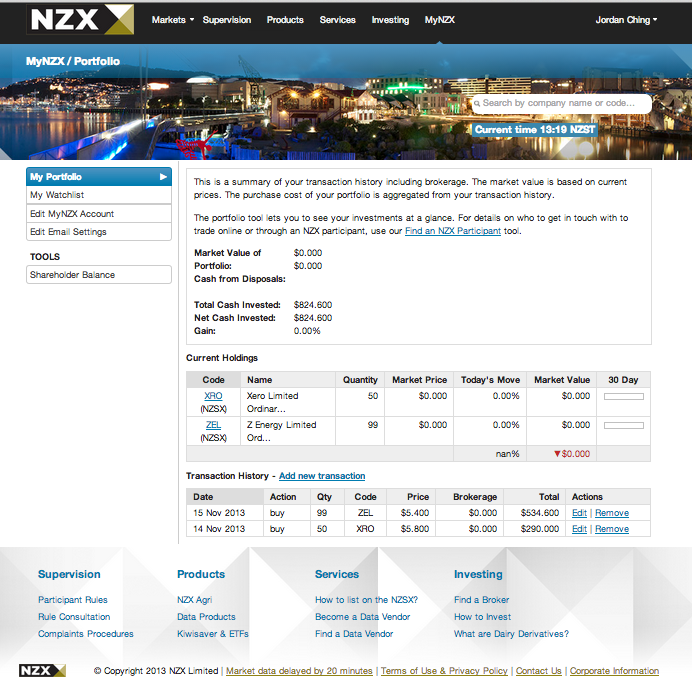 NZX
Markets Supervision Products Services Investing MyNZX Jordan Ching
MyNZX / Portfolio
Search by company name or code...
Current time 13:19 NZST
My Portfolio
My Watchlist
Edit MyNZX Account
Edit Email Settings
TOOLS
Shareholder Balance
This is a summary of your transaction history including brokerage. The market value is based on current
prices. The purchase cost of your portfolio is aggregated from your transaction history.
The portfolio tool lets you to see your investments at a glance. For details on who to get in touch with to
trade online or through an NZX participant, use our Find an NZX Participant tool.
Market Value of $0.000
Portfolio: $0.000
Cash from Disposals:
Total Cash Invested: $824.600
Net Cash Invested: $824.600
Gain: 0.00%
Current Holdings
Code Name Quantity Market Price Today's Move Market Value 30 Day
XRO Xero Limited 50 $0.000 0.00% $0.000
(NZSX) Ordinar...
ZEL Z Energy Limited 99 $0.000 0.00% $0.000
(NZSX) Ord...
nan% ▼$0.000
Transaction History - Add new transaction
Date Action Qty Code Price Brokerage Total Actions
15 Nov 2013 buy 99 ZEL $5.400 $0.000 $534.600 Edit | Remove
14 Nov 2013 buy 50 XRO $5.800 $0.000 $290.000 Edit | Remove
Supervision Products Services Investing
Participant Rules NZX Agri How to list on the NZSX? Find a Broker
Rule Consultation Data Products Become a Data Vendor How to Invest
Complaints Procedures Kiwisaver & ETFs Find a Data Vendor What are Dairy Derivatives?
NZX © Copyright 2013 NZX Limited | Market data delayed by 20 minutes | Terms of Use & Privacy Policy | Contact Us | Corporate Information